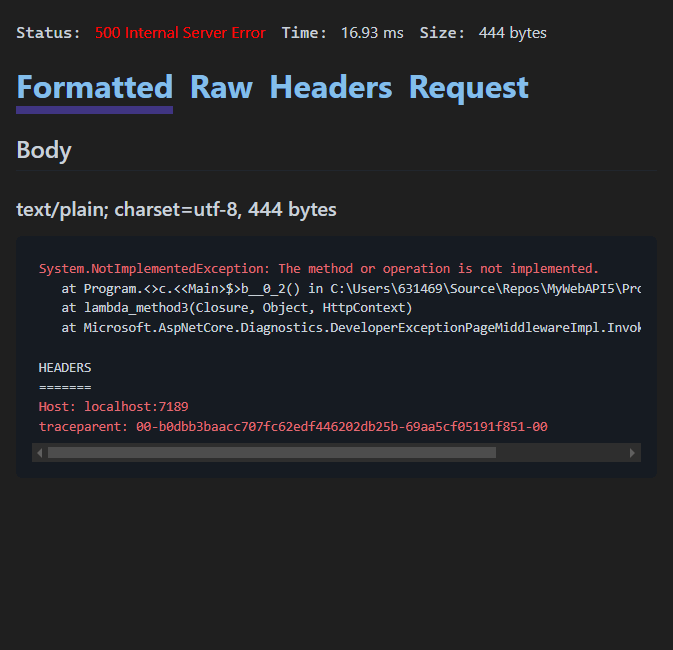 Status: 500 Internal Server Error Time: 16.93 ms Size: 444 bytes
Formatted Raw Headers Request
Body
text/plain; charset=utf-8, 444 bytes
System.NotImplementedException: The method or operation is not implemented.
at Program.<>c.<<Main>$>b__0_2() in C:\Users\631469\Source\Repos\MyWebAPI5\Pro
at lambda_method3(Closure, Object, HttpContext)
at Microsoft.AspNetCore.Diagnostics.DeveloperExceptionPageMiddlewareImpl.Invok
HEADERS
=======
Host: localhost:7189
traceparent: 00-b0dbb3baacc707fc62edf446202db25b-69aa5cf05191f851-00